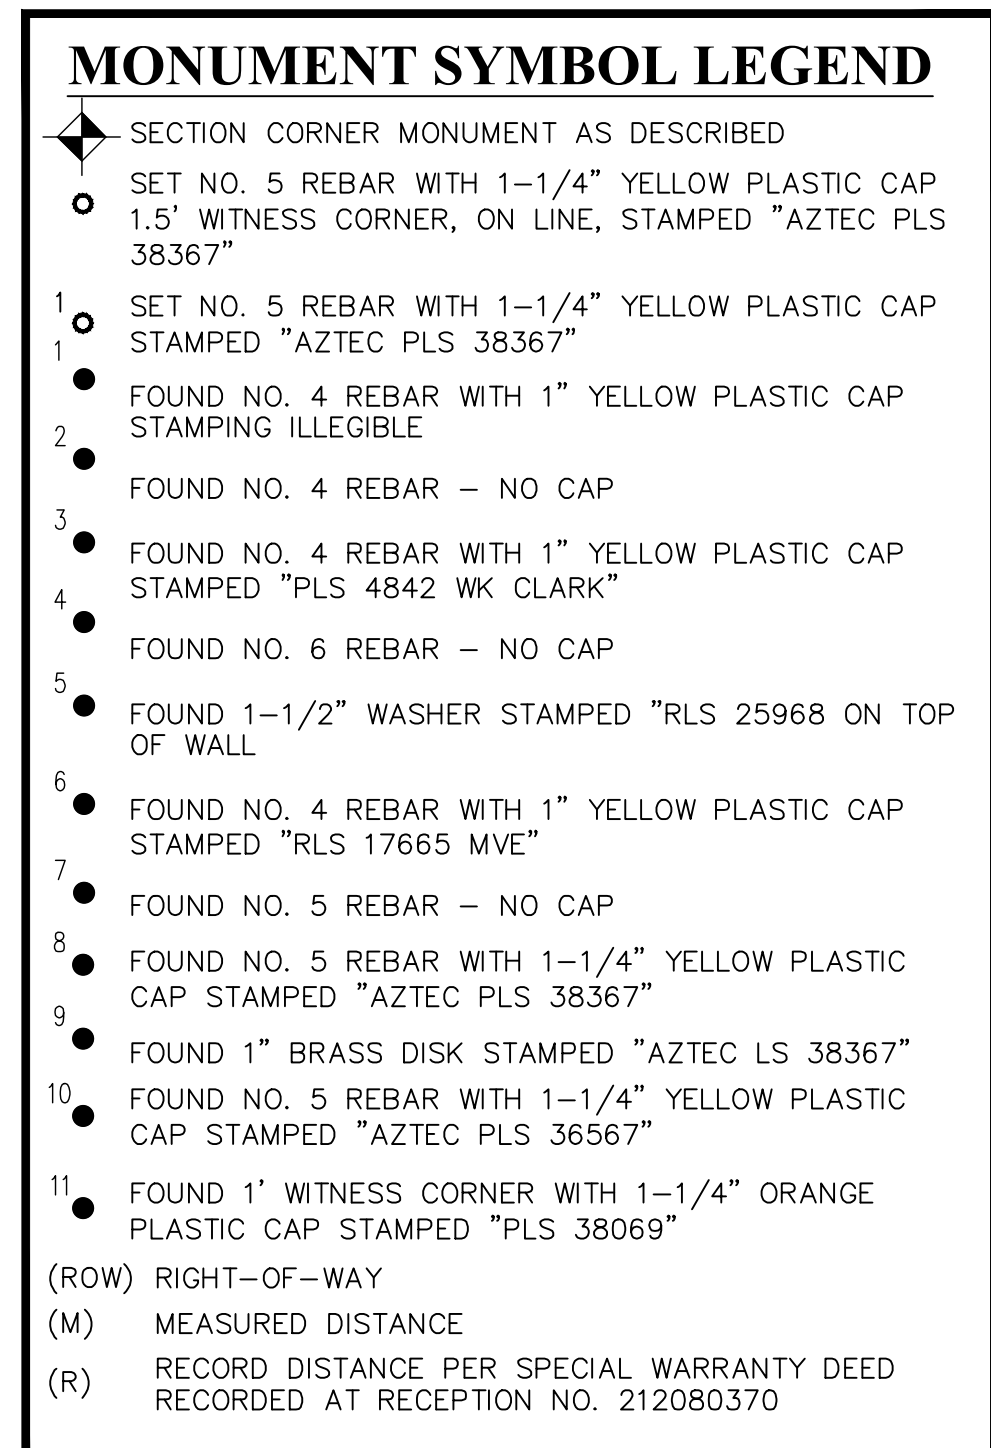 MONUMENT SYMBOL LEGEND
SECTION CORNER MONUMENT AS DESCRIBED
SET NO. 5 REBAR WITH 1-1/4" YELLOW PLASTIC CAP
1.5' WITNESS CORNER, ON LINE, STAMPED "AZTEC PLS
38367"
1 SET NO. 5 REBAR WITH 1-1/4" YELLOW PLASTIC CAP
STAMPED "AZTEC PLS 38367"
1
FOUND NO. 4 REBAR WITH 1" YELLOW PLASTIC CAP
STAMPING ILLEGIBLE
2
FOUND NO. 4 REBAR - NO CAP
3
FOUND NO. 4 REBAR WITH 1" YELLOW PLASTIC CAP
STAMPED "PLS 4842 WK CLARK"
4
FOUND NO. 6 REBAR - NO CAP
5
FOUND 1-1/2" WASHER STAMPED "RLS 25968 ON TOP
OF WALL
6
FOUND NO. 4 REBAR WITH 1" YELLOW PLASTIC CAP
STAMPED "RLS 17665 MVE"
7
FOUND NO. 5 REBAR - NO CAP
8
FOUND NO. 5 REBAR WITH 1-1/4" YELLOW PLASTIC
CAP STAMPED "AZTEC PLS 38367"
9
FOUND 1" BRASS DISK STAMPED "AZTEC LS 38367"
10 FOUND NO. 5 REBAR WITH 1-1/4" YELLOW PLASTIC
CAP STAMPED "AZTEC PLS 36567"
11 FOUND 1' WITNESS CORNER WITH 1-1/4" ORANGE
PLASTIC CAP STAMPED "PLS 38069"
(ROW) RIGHT-OF-WAY
(M) MEASURED DISTANCE
(R) RECORD DISTANCE PER SPECIAL WARRANTY DEED
RECORDED AT RECEPTION NO. 212080370